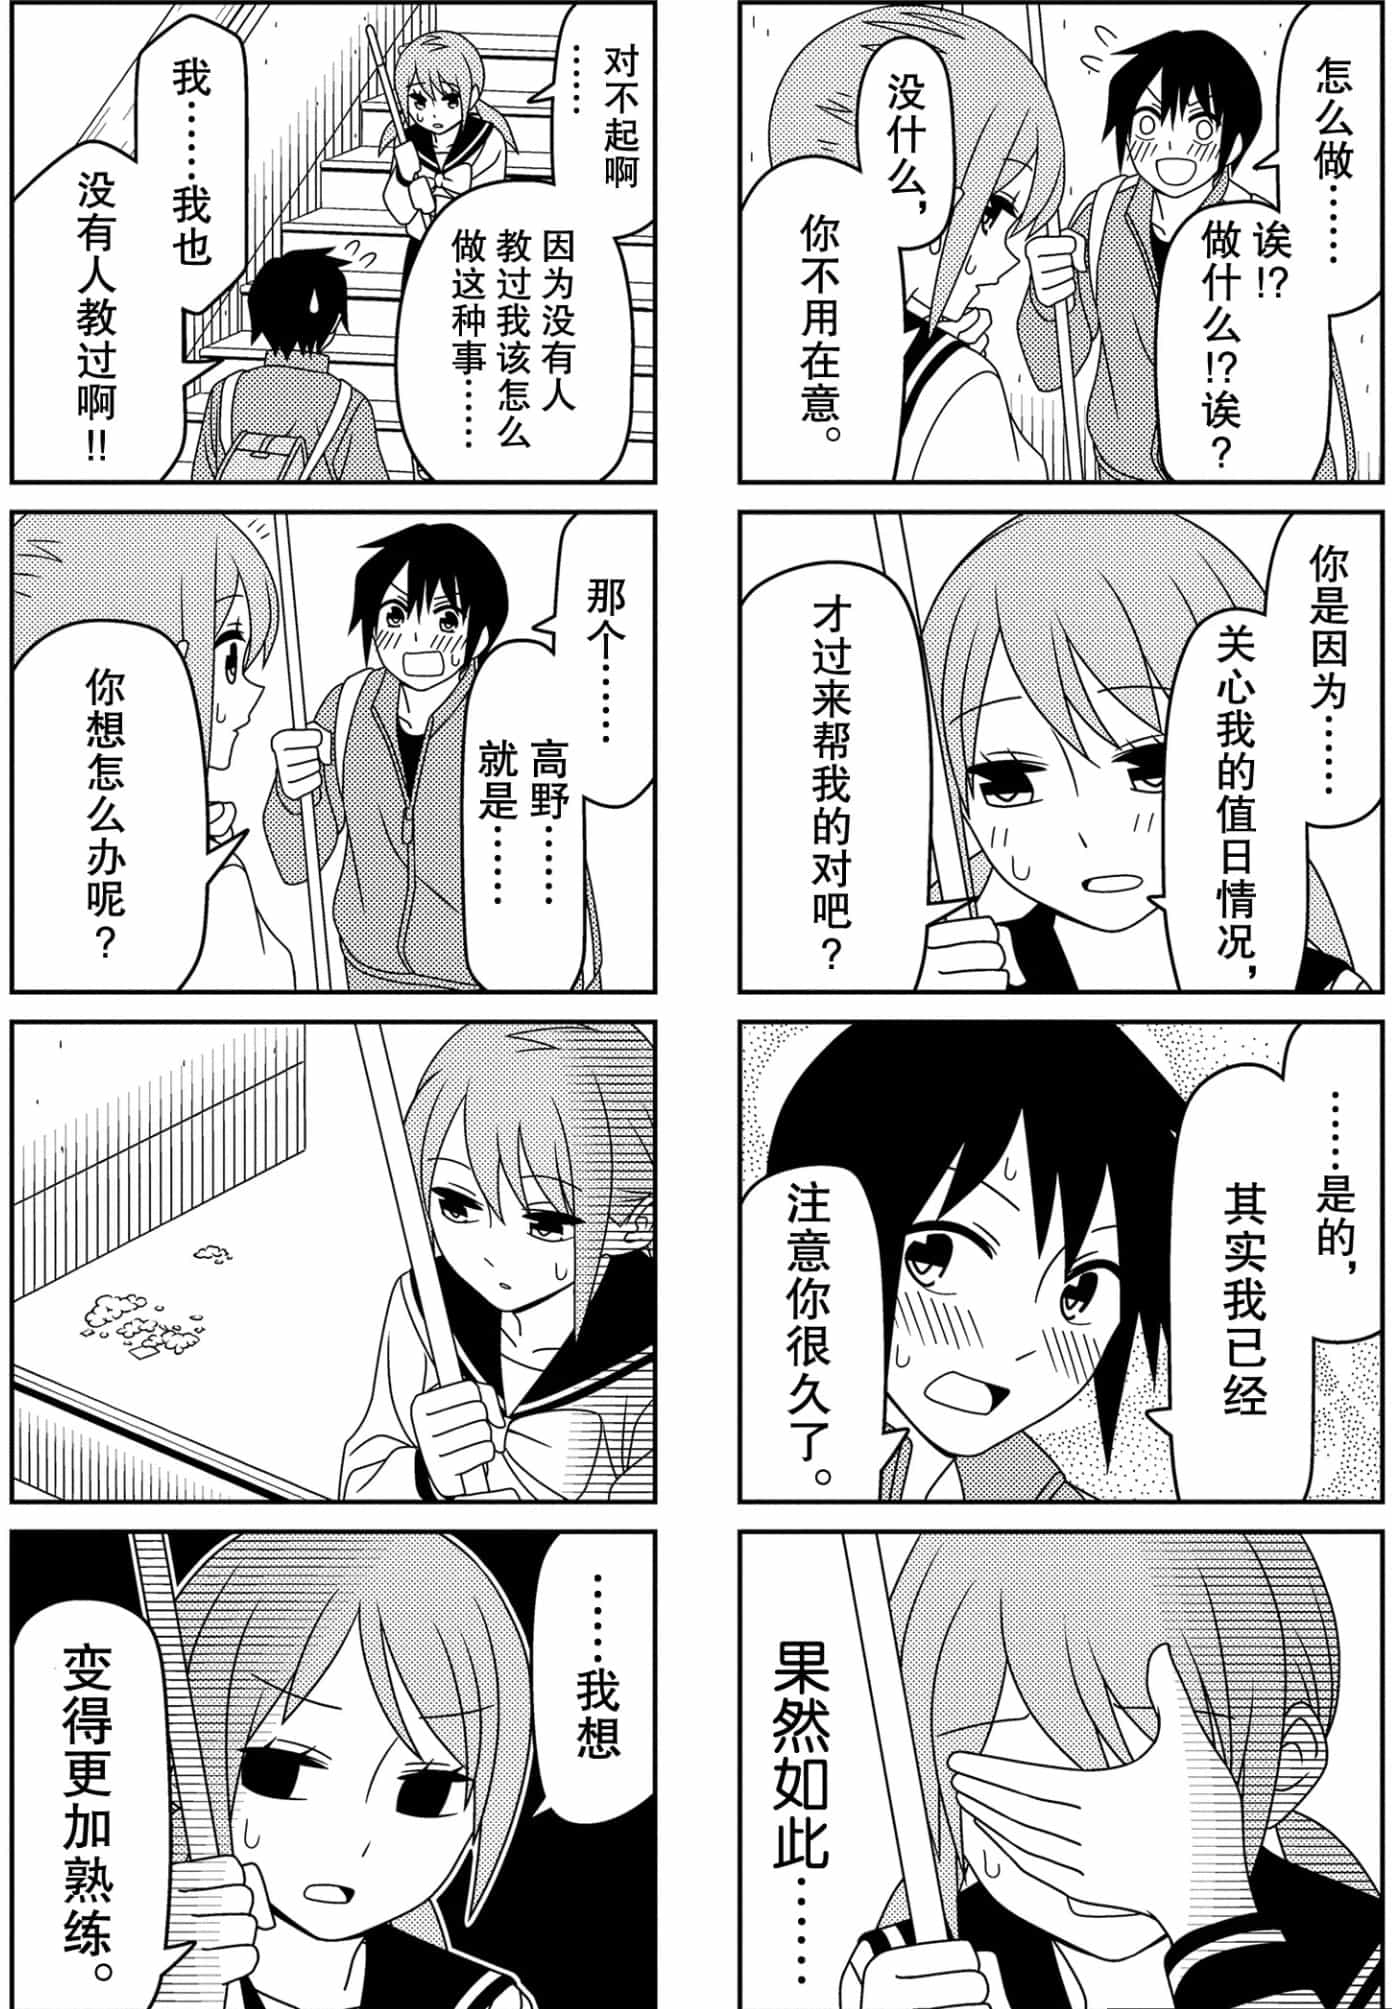 怎么做……
诶!?
做什么!?诶?
没什么，
你不用在意。
你是因为……
关心我的值日情况，
才过来帮我的对吧？
……是的，
其实我已经
注意你很久了。
果然如此……
对不起啊
……
因为没有人
教过我该怎么
做这种事……
我……我也
没有人教过啊!!
那个……
高野……
就是……
你想怎么办呢？
……我想
变得更加熟练。